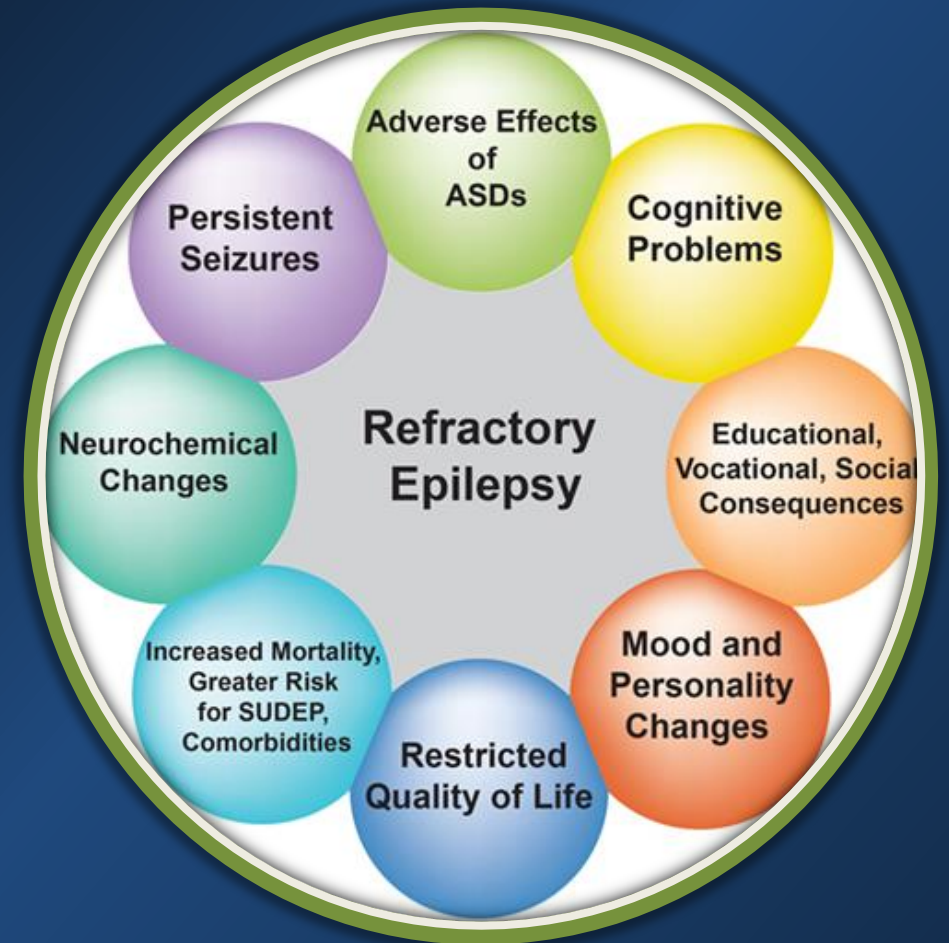 Adverse Effects
of
ASDs
Cognitive
Problems
Educational,
Vocational, Social
Consequences
Mood and
Personality
Changes
Restricted
Quality of Life
Increased Mortality,
Greater Risk
for SUDEP,
Comorbidities
Neurochemical
Changes
Persistent
Seizures
Refractory
Epilepsy